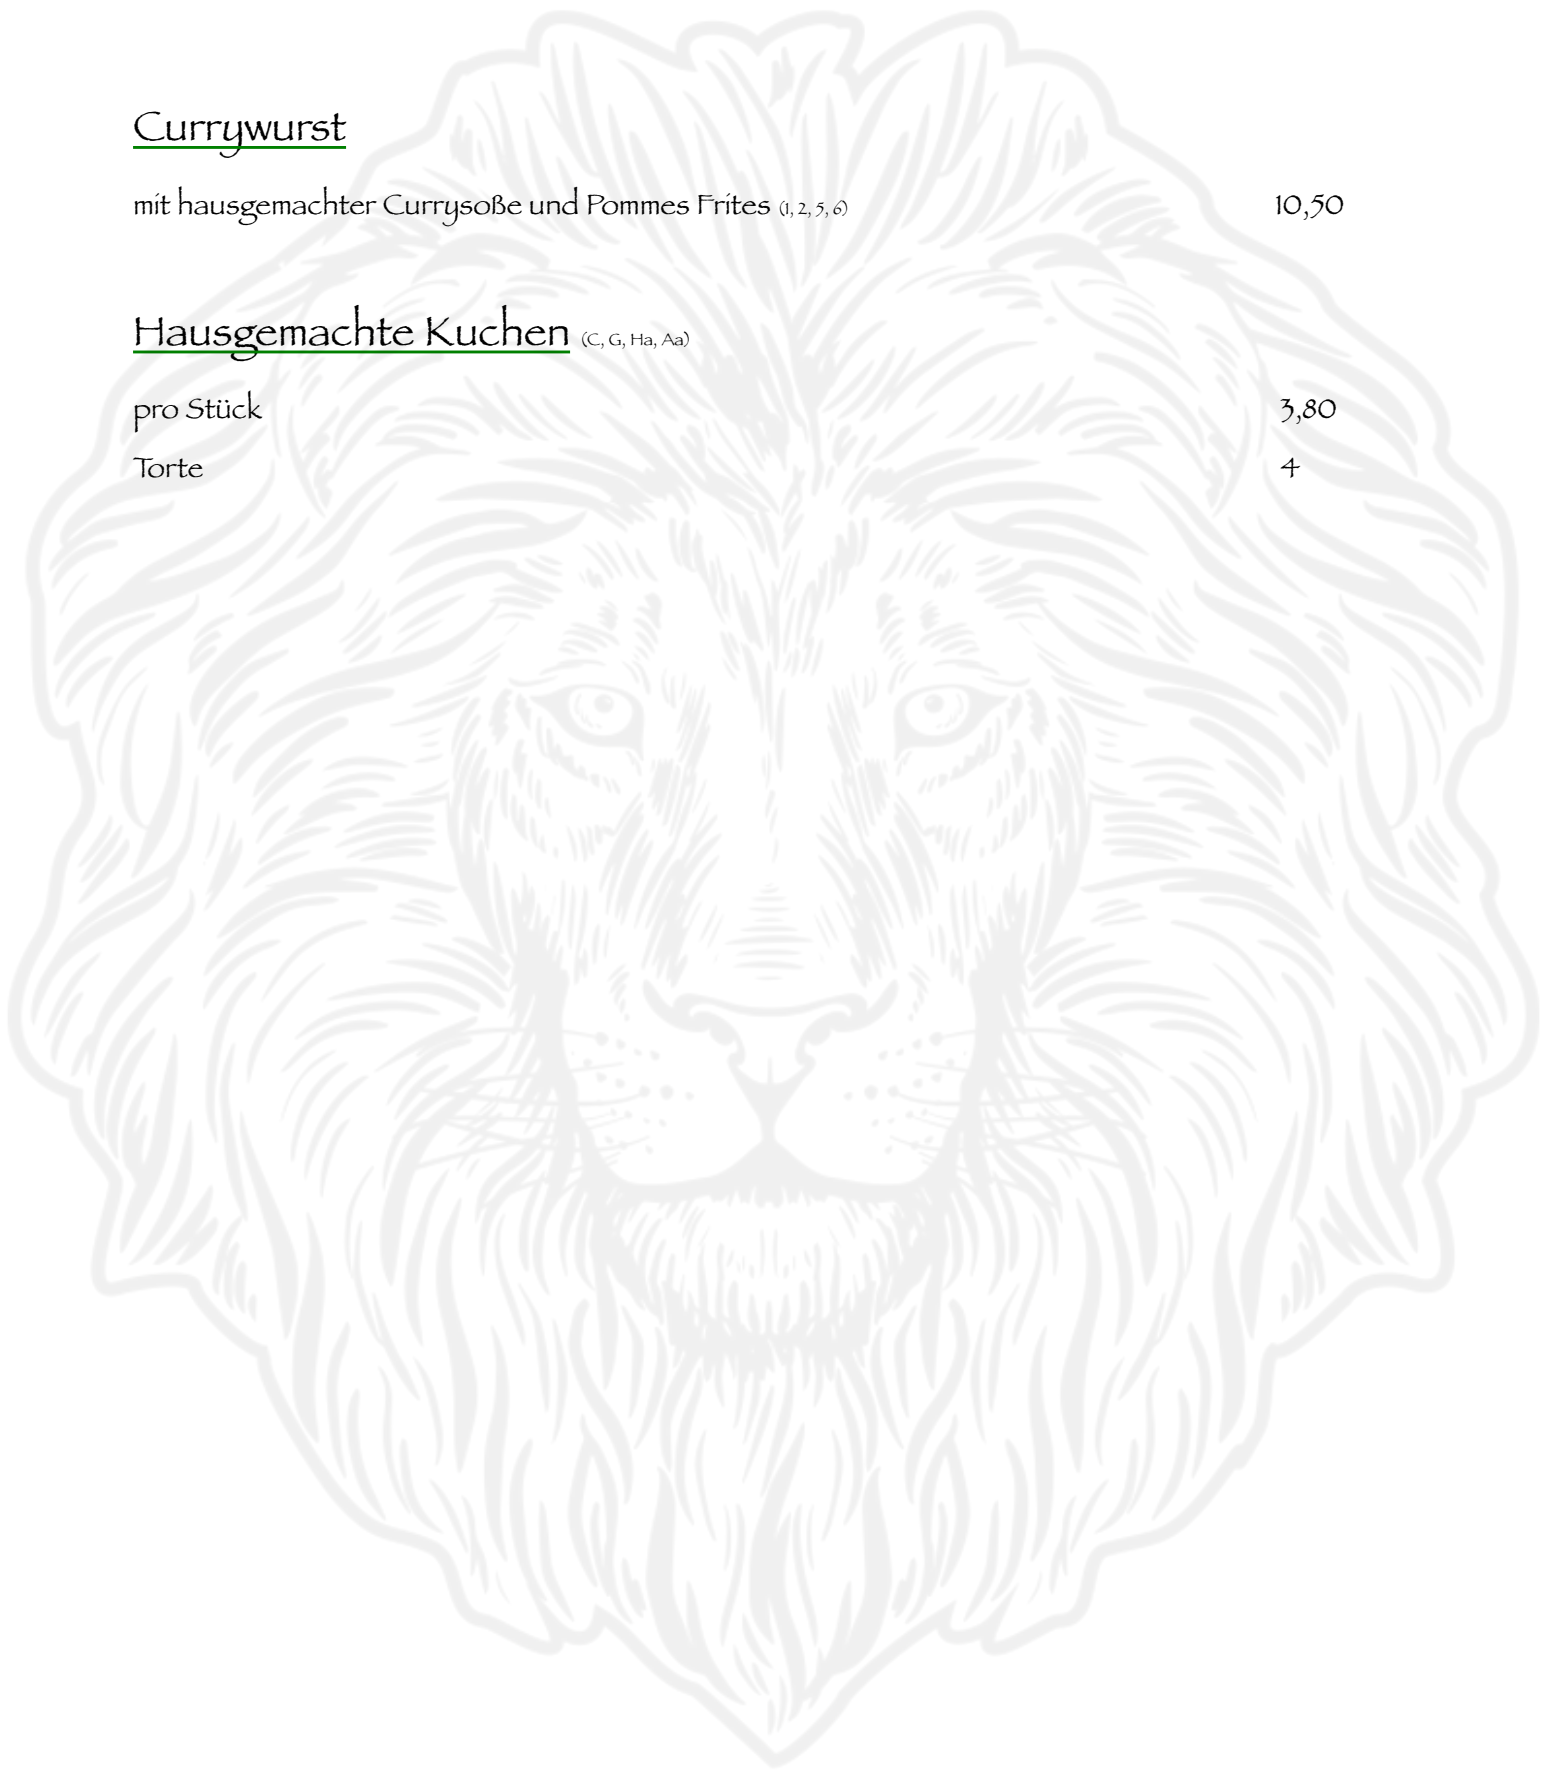 Currywurst
mit hausgemachter Currysoße und Pommes Frites (1, 2, 5, 6) 10,50
Hausgemachte Kuchen (C, G, Ha, Aa)
pro Stück 3,80
Torte 4